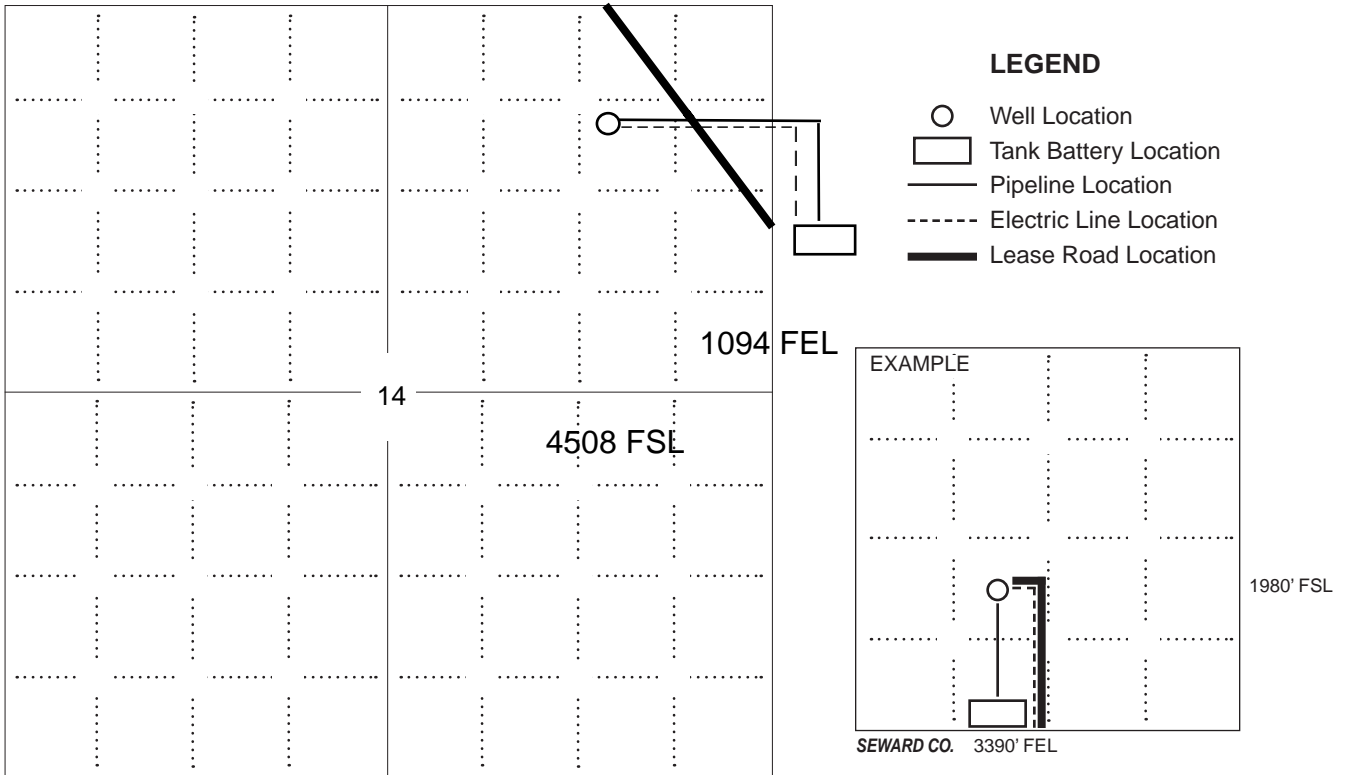 LEGEND
Well Location
Tank Battery Location
Pipeline Location
Electric Line Location
Lease Road Location
1094 FEL
EXAMPLE
14
4508 FSL
1980' FSL
SEWARD CO. 3390' FEL